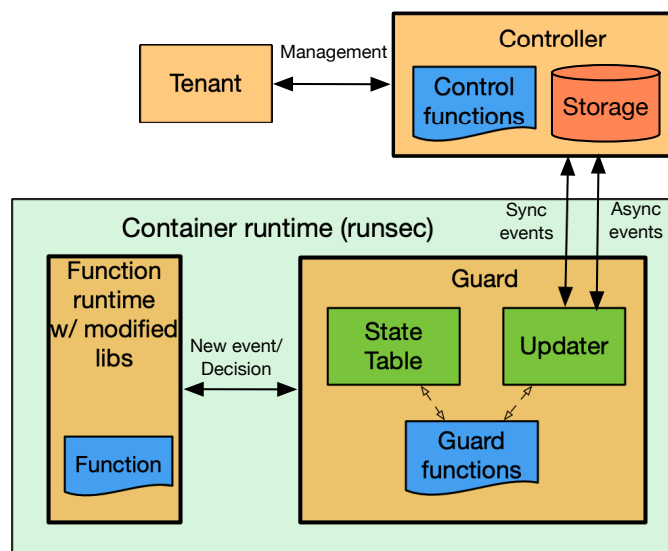 Controller
Management
Tenant
Control
functions
Storage
Sync
events
Async
events
Container runtime (runsec)
Function
runtime
w/ modified
libs
Guard
State
Table
Updater
New event/
Decision
Function
Guard
functions